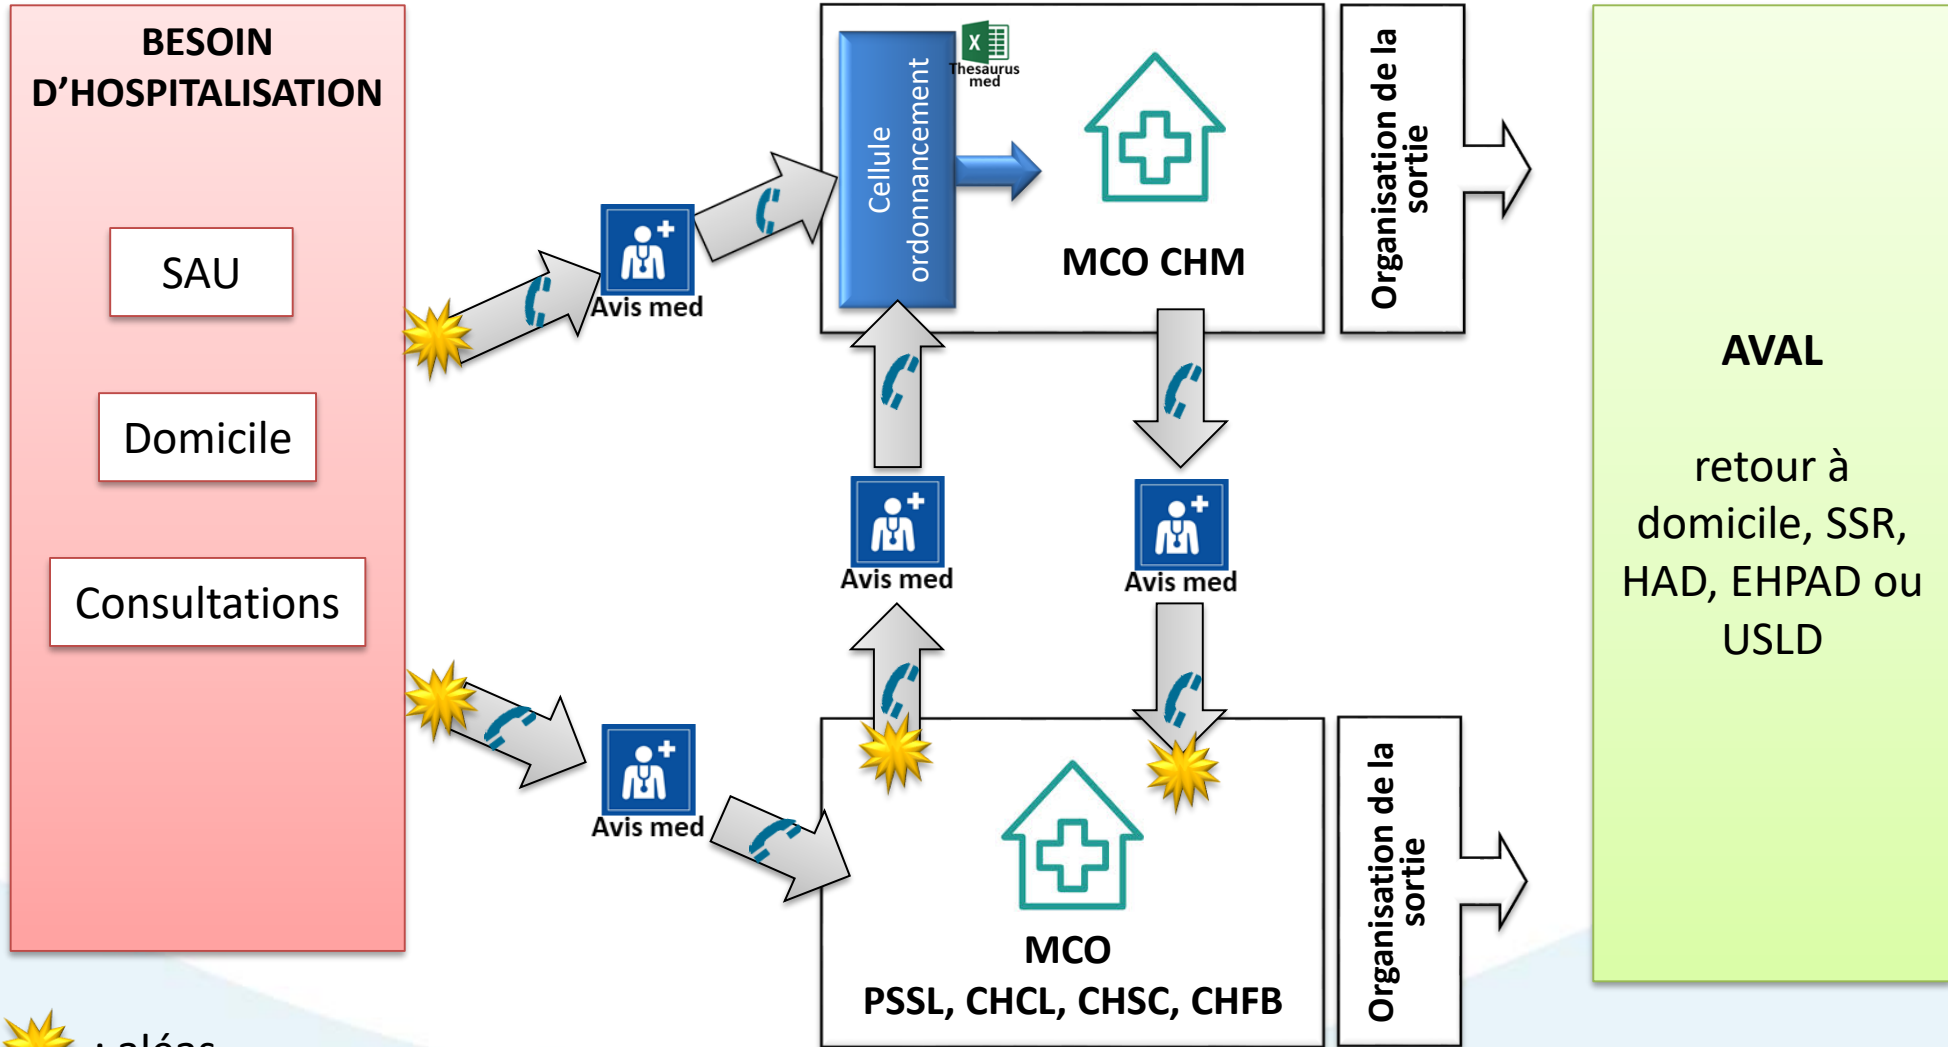 BESOIN
D'HOSPITALISATION
SAU
Domicile
Consultations
Avis med
Avis med
Cellule
ordonnancement
X
Thesaurus
med
MCO CHM
Avis med
Avis med
MCO
PSSL, CHCL, CHSC, CHFB
Organisation de la
sortie
Organisation de la
sortie
AVAL
retour à
domicile, SSR,
HAD, EHPAD ou
USLD
: aléas